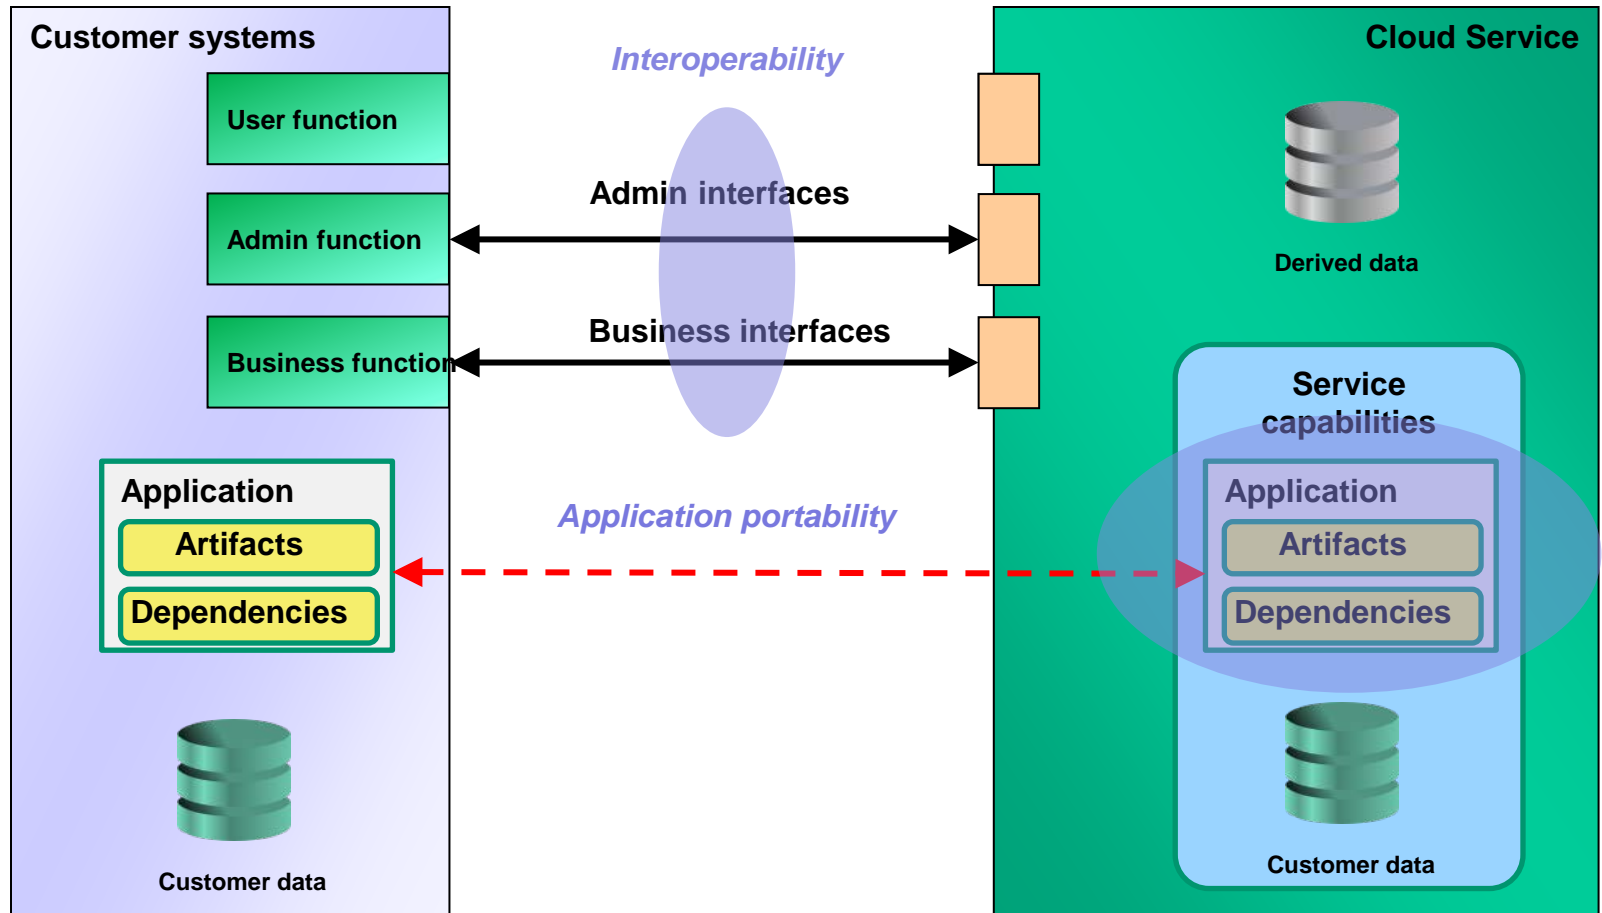 Customer systems
Interoperability
Cloud Service
User function
Admin interfaces
Admin function
Derived data
Business interfaces
Business function
Service
capabilities
Application
Artifacts
Dependencies
Application portability
Application
Artifacts
Dependencies
Customer data
Customer data